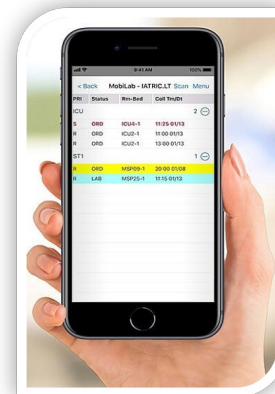 9:41 AM 100%
< Back MobiLab - IATRIC.LT Scan Menu
PRI Status Rm-Bed Coll Tm/Dt
ICU 2
S ORD ICU4-1 11:25 01/13
R ORD ICU2-1 11:00 01/13
R ORD ICU2-1 13:00 01/13
ST1 1
R ORD MSP09-1 20:00 01/08
R LAB MSP25-1 11:15 01/13